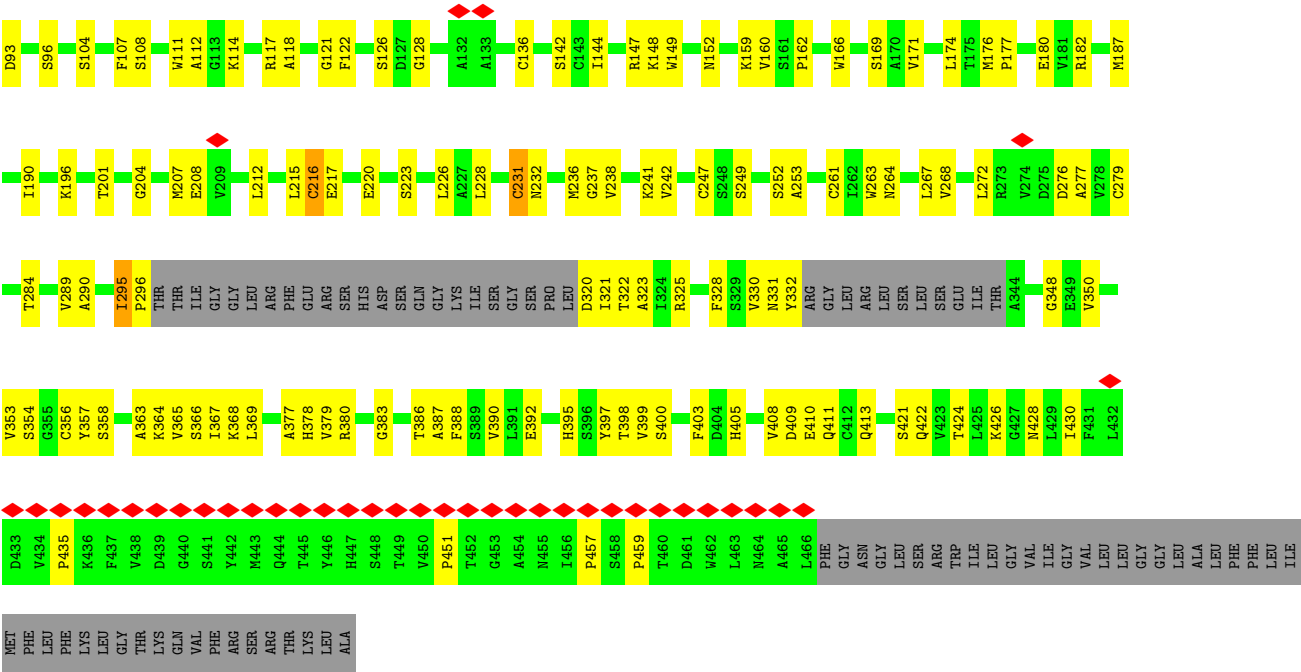 D93 S96 S104 F107 S108 W111 A112 G113 K114 R117 A118 G121 F122 S126 D127 G128 A132 A133 C136 S142 C143 I144 R147 K148 W149 N152 K159 V160 S161 P162 W166 S169 A170 V171 L174 T175 M176 P177 E180 V181 R182 M187
I190 K196 T201 G204 M207 E208 V209 L212 L215 C216 E217 E220 S223 L226 A227 L228 C231 N232 M236 G237 V238 K241 V242 C247 S248 S249 S252 A253 C261 I262 W263 N264 L267 V268 L272 R273 V274 D275 D276 A277 V278 C279
T284 V289 A290 I295 P296 THR THR ILE GLY GLY LEU ARG PHE GLU ARG SER HIS ASP SER GLN GLY LYS ILE SER GLY SER PRO LEU D320 I321 T322 A323 I324 R325 F328 S329 V330 N331 Y332 ARG GLY LEU ARG LEU SER LEU SER GLU ILE THR A344 G348 E349 V350
V353 S354 G355 C356 Y357 S358 A363 K364 V365 S366 I367 K368 L369 A377 H378 V379 R380 G383 T386 A387 F388 S389 V390 L391 E392 H395 S396 Y397 T398 V399 S400 F403 D404 H405 V408 D409 E410 Q411 C412 Q413 S421 Q422 V423 T424 L425 K426 G427 N428 L429 I430 F431 L432
D433 V434 P435 K436 F437 V438 D439 G440 S441 Y442 M443 Q444 T445 Y446 H447 S448 T449 V450 P451 T452 G453 A454 N455 I456 P457 S458 P459 T460 D461 W462 L463 N464 A465 L466 PHE GLY ASN GLY LEU SER ARG TRP ILE LEU GLY VAL ILE GLY VAL LEU LEU GLY GLY LEU ALA LEU PHE PHE LEU ILE
MET PHE LEU PHE LYS LEU GLY THR LYS GLN VAL PHE ARG SER ARG THR LYS LEU ALA